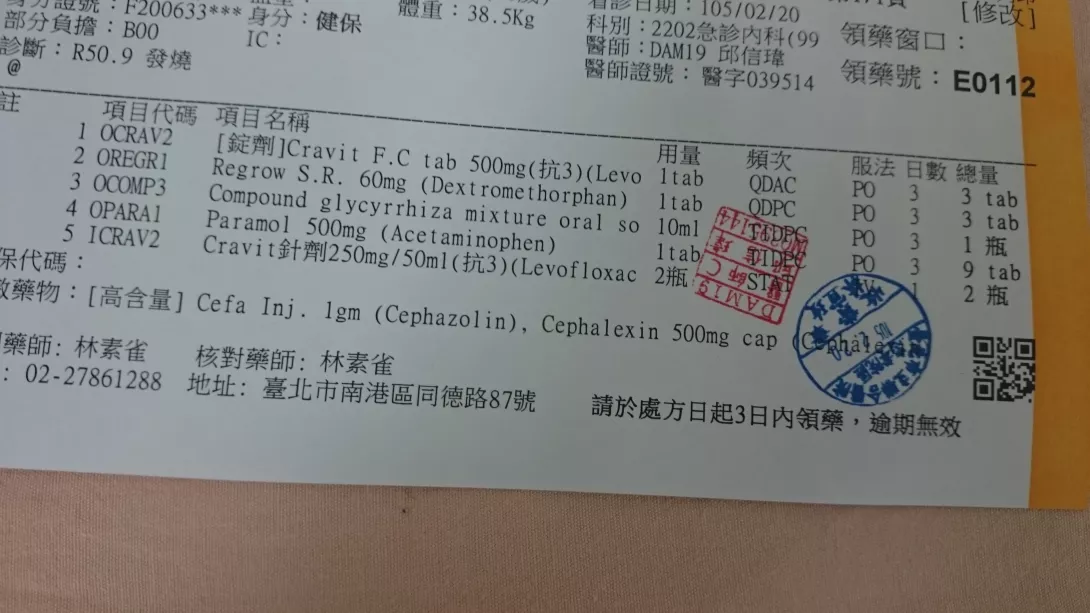 身分證號：F200633*** 身分：健保
體重：38.5Kg
看診日期：105/02/20
[修改]
部分負擔：B00 IC：
科別：2202急診內科(99
領藥窗口：
診斷：R50.9 發燒
醫師：DAM19 邱信瑋
領藥號：E0112
@
醫師證號：醫字039514
註 項目代碼 項目名稱 用量 頻次 服法 日數 總量
1 OCRAV2 [錠劑]Cravit F.C tab 500mg(抗3)(Levo 1tab QDAC PO 3 3 tab
2 OREGR1 Regrow S.R. 60mg (Dextromethorphan) 1tab QDPC PO 3 3 tab
3 OCOMP3 Compound glycyrrhiza mixture oral so 10ml TIDPC PO 3 1 瓶
4 OPARA1 Paramol 500mg (Acetaminophen) 1tab TIDPC PO 3 9 tab
5 ICRAV2 Cravit針劑250mg/50ml(抗3)(Levofloxac 2瓶 STAT 1 2 瓶
保代碼：
敏藥物：[高含量] Cefa Inj. 1gm (Cephazolin), Cephalexin 500mg cap (Cephale
藥師：林素雀 核對藥師：林素雀
：02-27861288 地址：臺北市南港區同德路87號
請於處方日起3日內領藥，逾期無效
DAM19